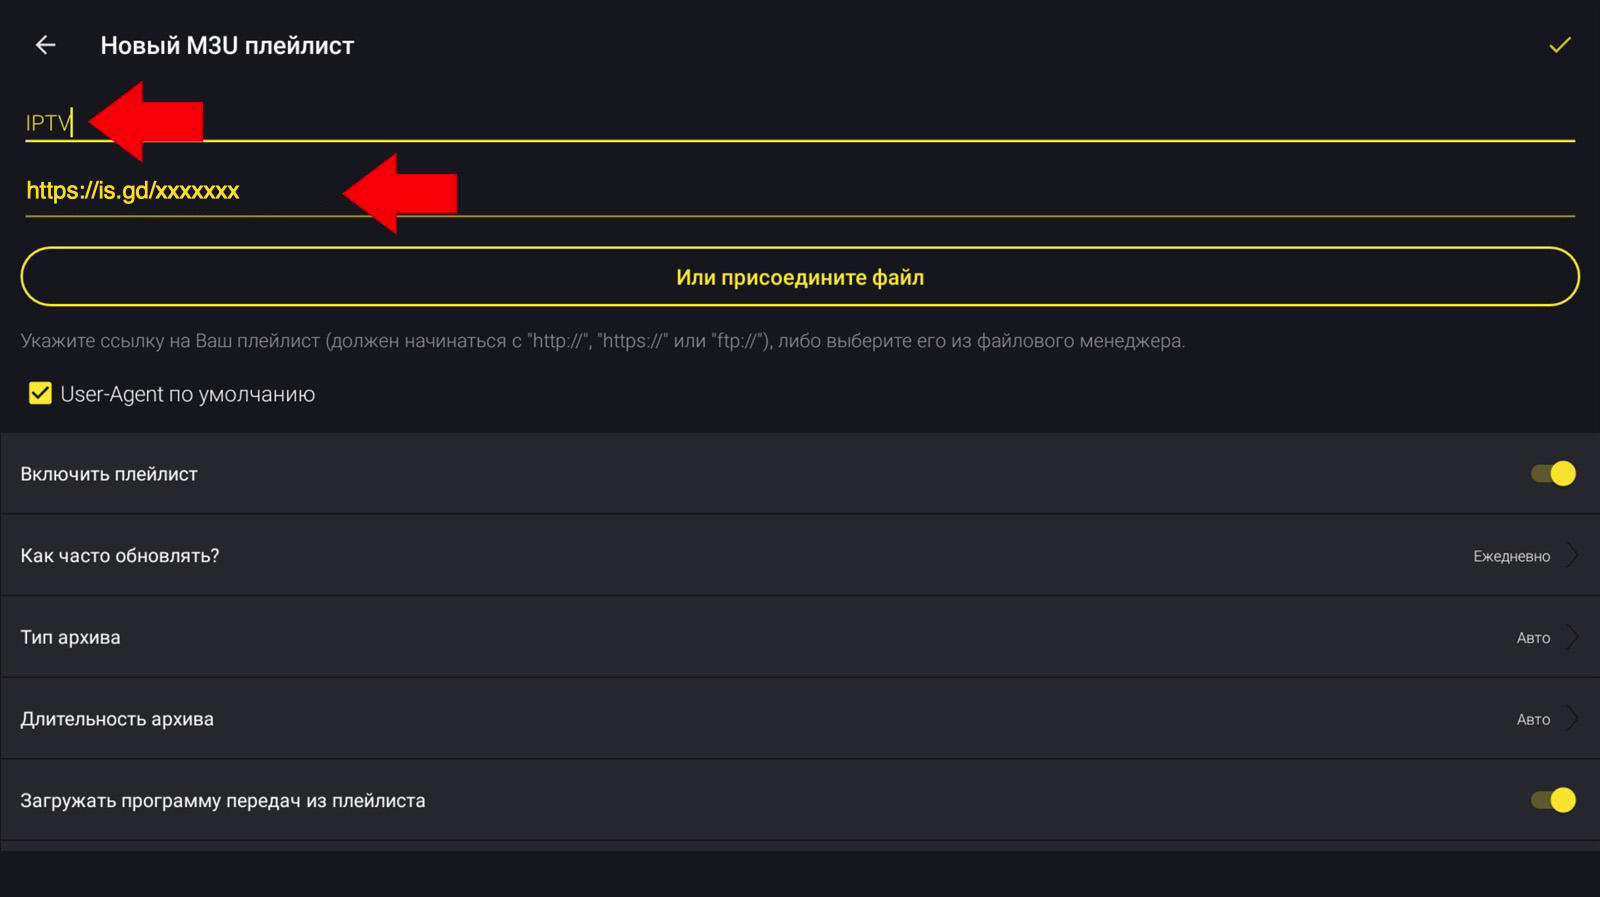 Новый M3U плейлист
IPTV
https://is.gd/xxxxxxx
Или присоедините файл
Укажите ссылку на Ваш плейлист (должен начинаться с "http://", "https://" или "ftp://"), либо выберите его из файлового менеджера.
User-Agent по умолчанию
Включить плейлист
Как часто обновлять?
Ежедневно
Тип архива
Авто
Длительность архива
Авто
Загружать программу передач из плейлиста